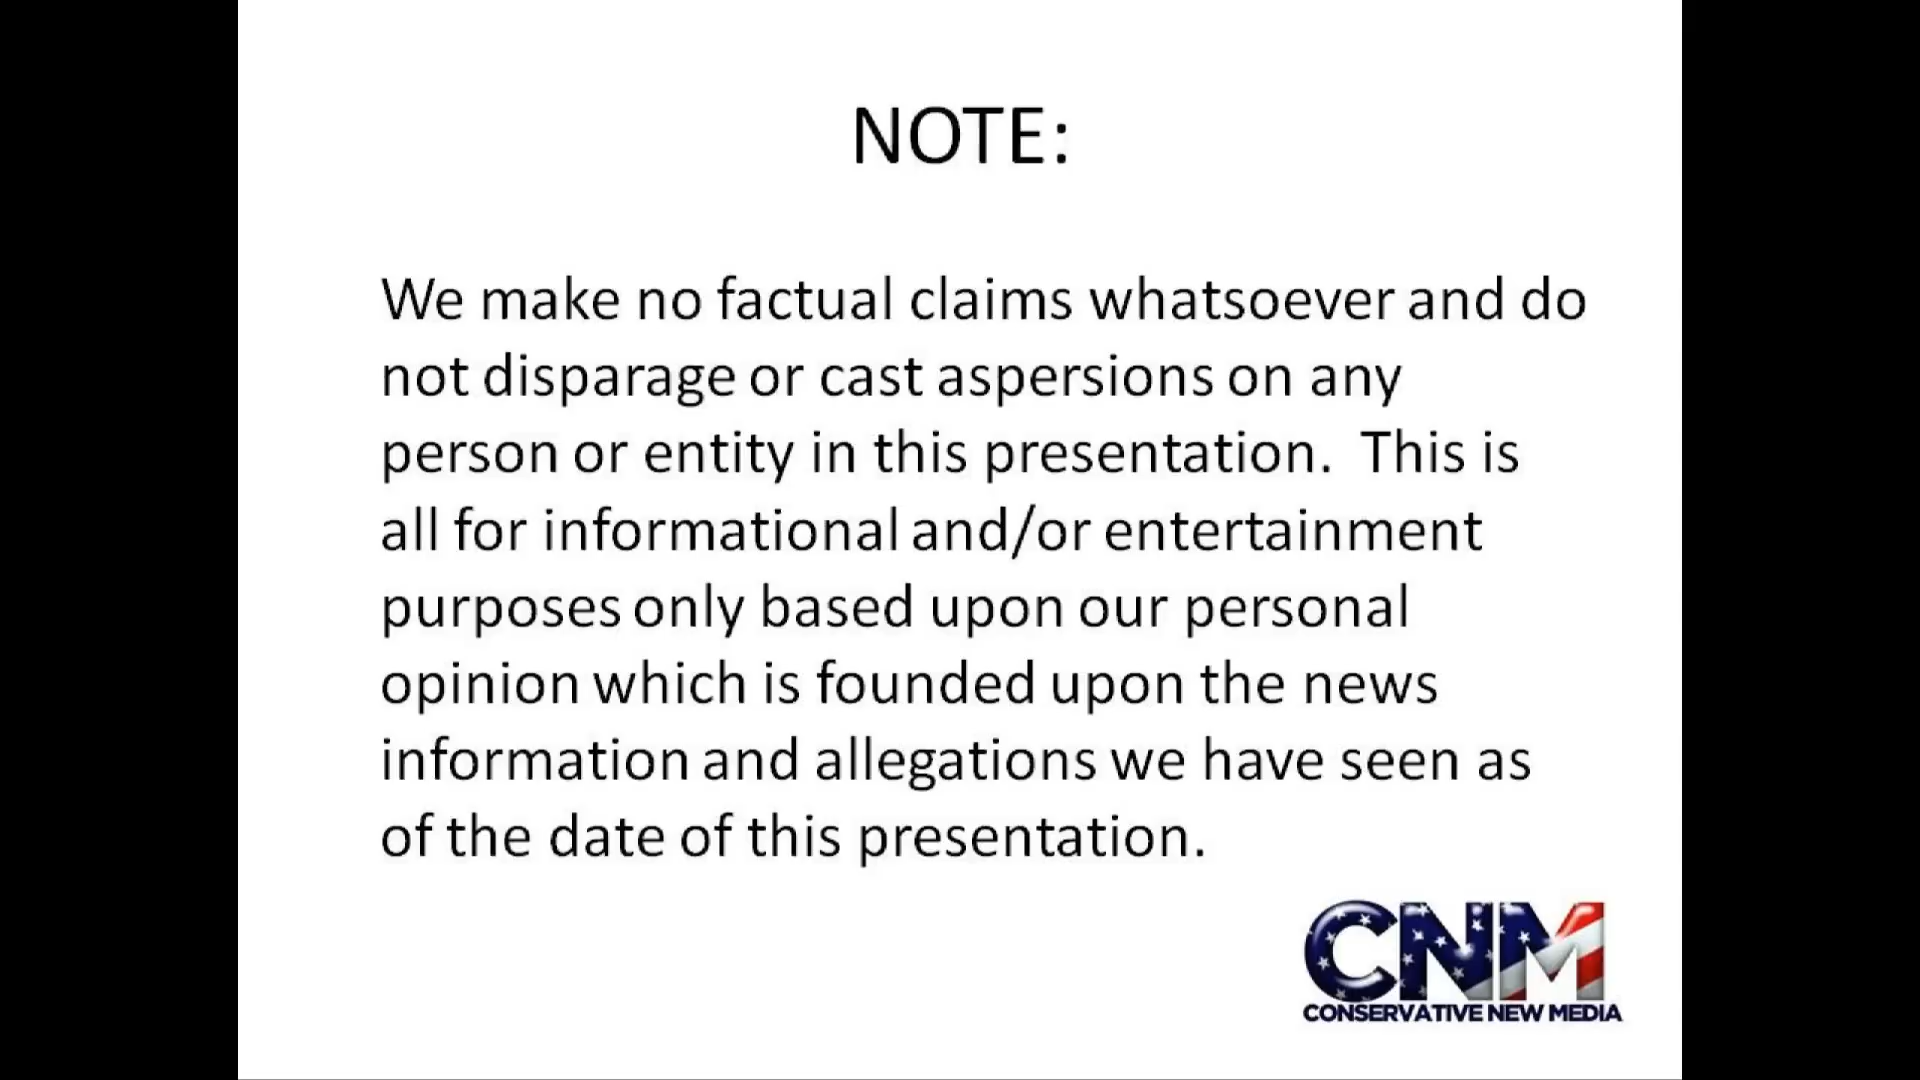 NOTE:
We make no factual claims whatsoever and do
not disparage or cast aspersions on any
person or entity in this presentation.  This is
all for informational and/or entertainment
purposes only based upon our personal
opinion which is founded upon the news
information and allegations we have seen as
of the date of this presentation.
CNM
CONSERVATIVE NEW MEDIA